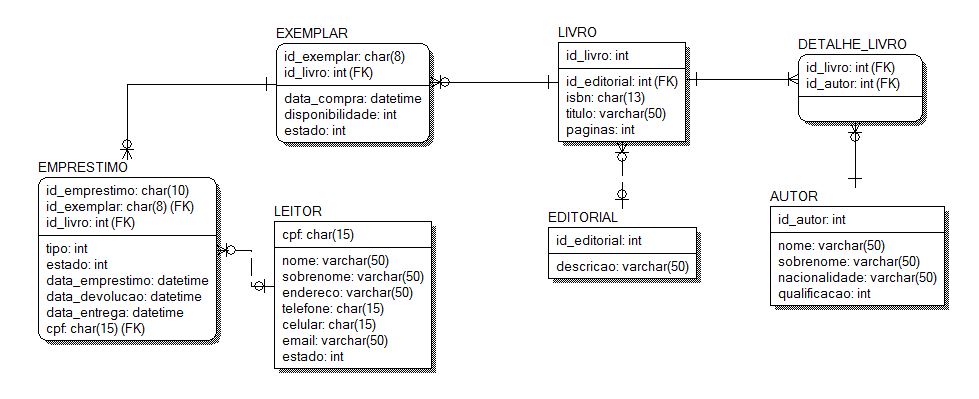 EXEMPLAR
id_exemplar: char(8)
id_livro: int (FK)
data_compra: datetime
disponibilidade: int
estado: int
LIVRO
id_livro: int
id_editorial: int (FK)
isbn: char(13)
titulo: varchar(50)
paginas: int
DETALHE_LIVRO
id_livro: int (FK)
id_autor: int (FK)
EMPRESTIMO
id_emprestimo: char(10)
id_exemplar: char(8) (FK)
id_livro: int (FK)
tipo: int
estado: int
data_emprestimo: datetime
data_devolucao: datetime
data_entrega: datetime
cpf: char(15) (FK)
LEITOR
cpf: char(15)
nome: varchar(50)
sobrenome: varchar(50)
endereco: varchar(50)
telefone: char(15)
celular: char(15)
email: varchar(50)
estado: int
EDITORIAL
id_editorial: int
descricao: varchar(50)
AUTOR
id_autor: int
nome: varchar(50)
sobrenome: varchar(50)
nacionalidade: varchar(50)
qualificacao: int